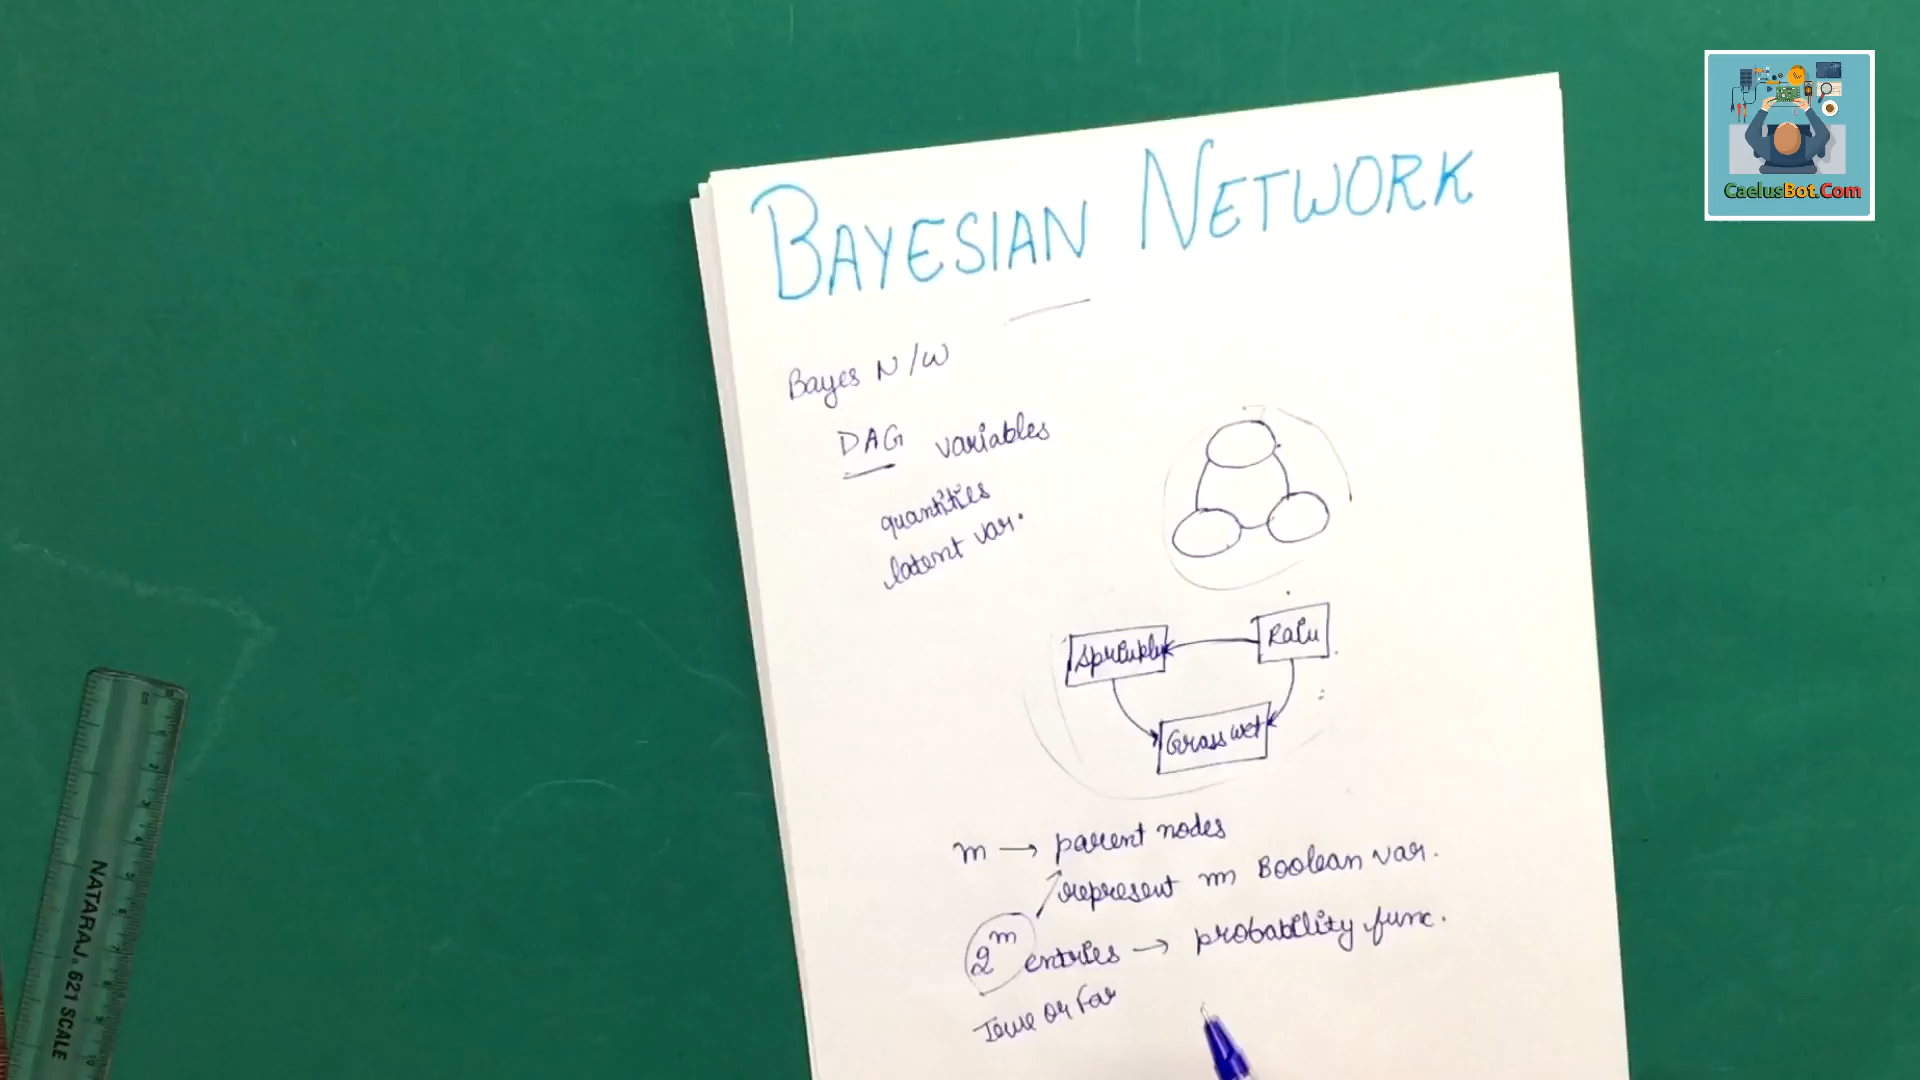 BAYESIAN NETWORK
Bayes N/W
DAG variables
quantities
latent var.
Sprinkler
Rain
Grass wet
m → parent nodes
represent m Boolean var.
2^m entries → probability func.
True or Far
CaelusBot.Com
NATARAJ 621 SCALE